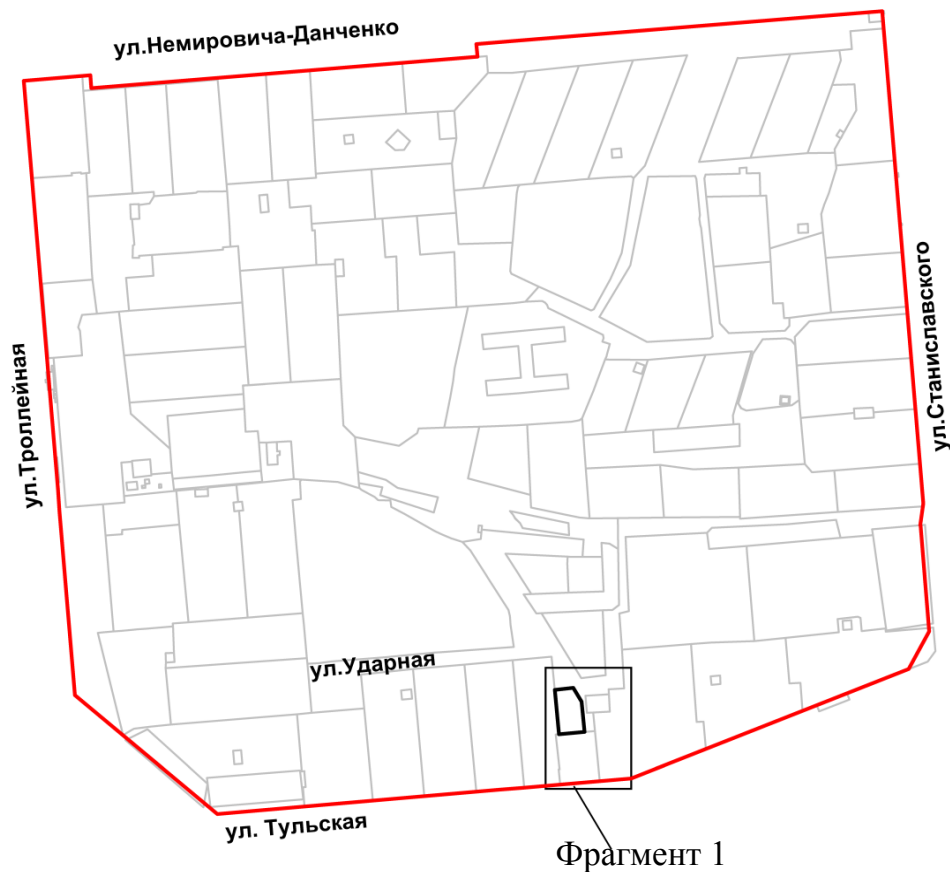 ул.Немировича-Данченко
ул.Троллейная
ул.Станиславского
ул.Ударная
ул. Тульская
Фрагмент 1